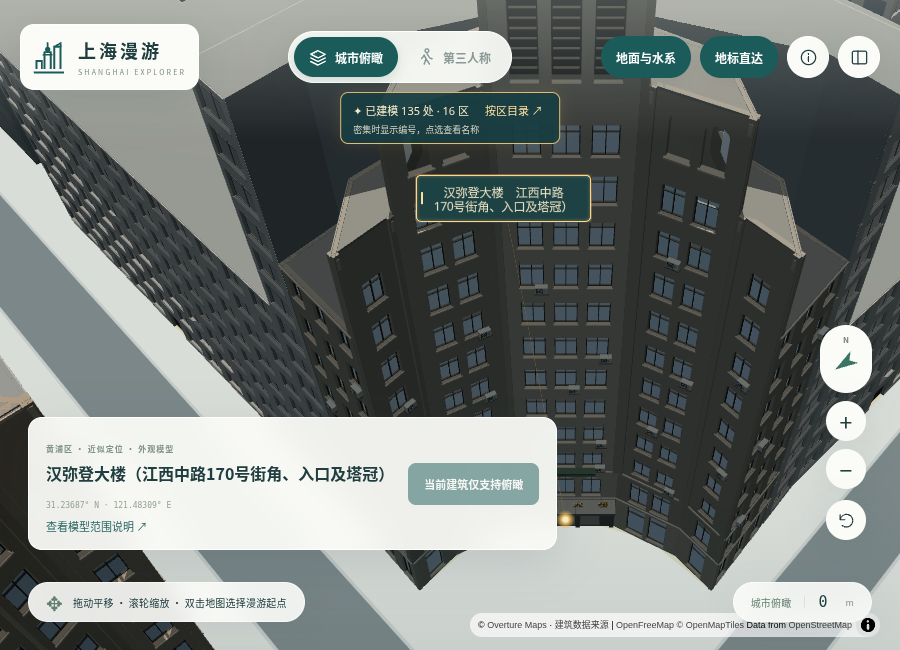 上海漫游
SHANGHAI EXPLORER
城市俯瞰
第三人称
地面与水系
地标直达
✦ 已建模 135 处 · 16 区 按区目录 ↗
密集时显示编号，点选查看名称
汉弥登大楼 江西中路
170号街角、入口及塔冠）
N
黄浦区 · 近似定位 · 外观模型
汉弥登大楼（江西中路170号街角、入口及塔冠）
当前建筑仅支持俯瞰
31.23687° N · 121.48309° E
查看模型范围说明 ↗
拖动平移 · 滚轮缩放 · 双击地图选择漫游起点
城市俯瞰 0 m
© Overture Maps · 建筑数据来源 | OpenFreeMap © OpenMapTiles Data from OpenStreetMap